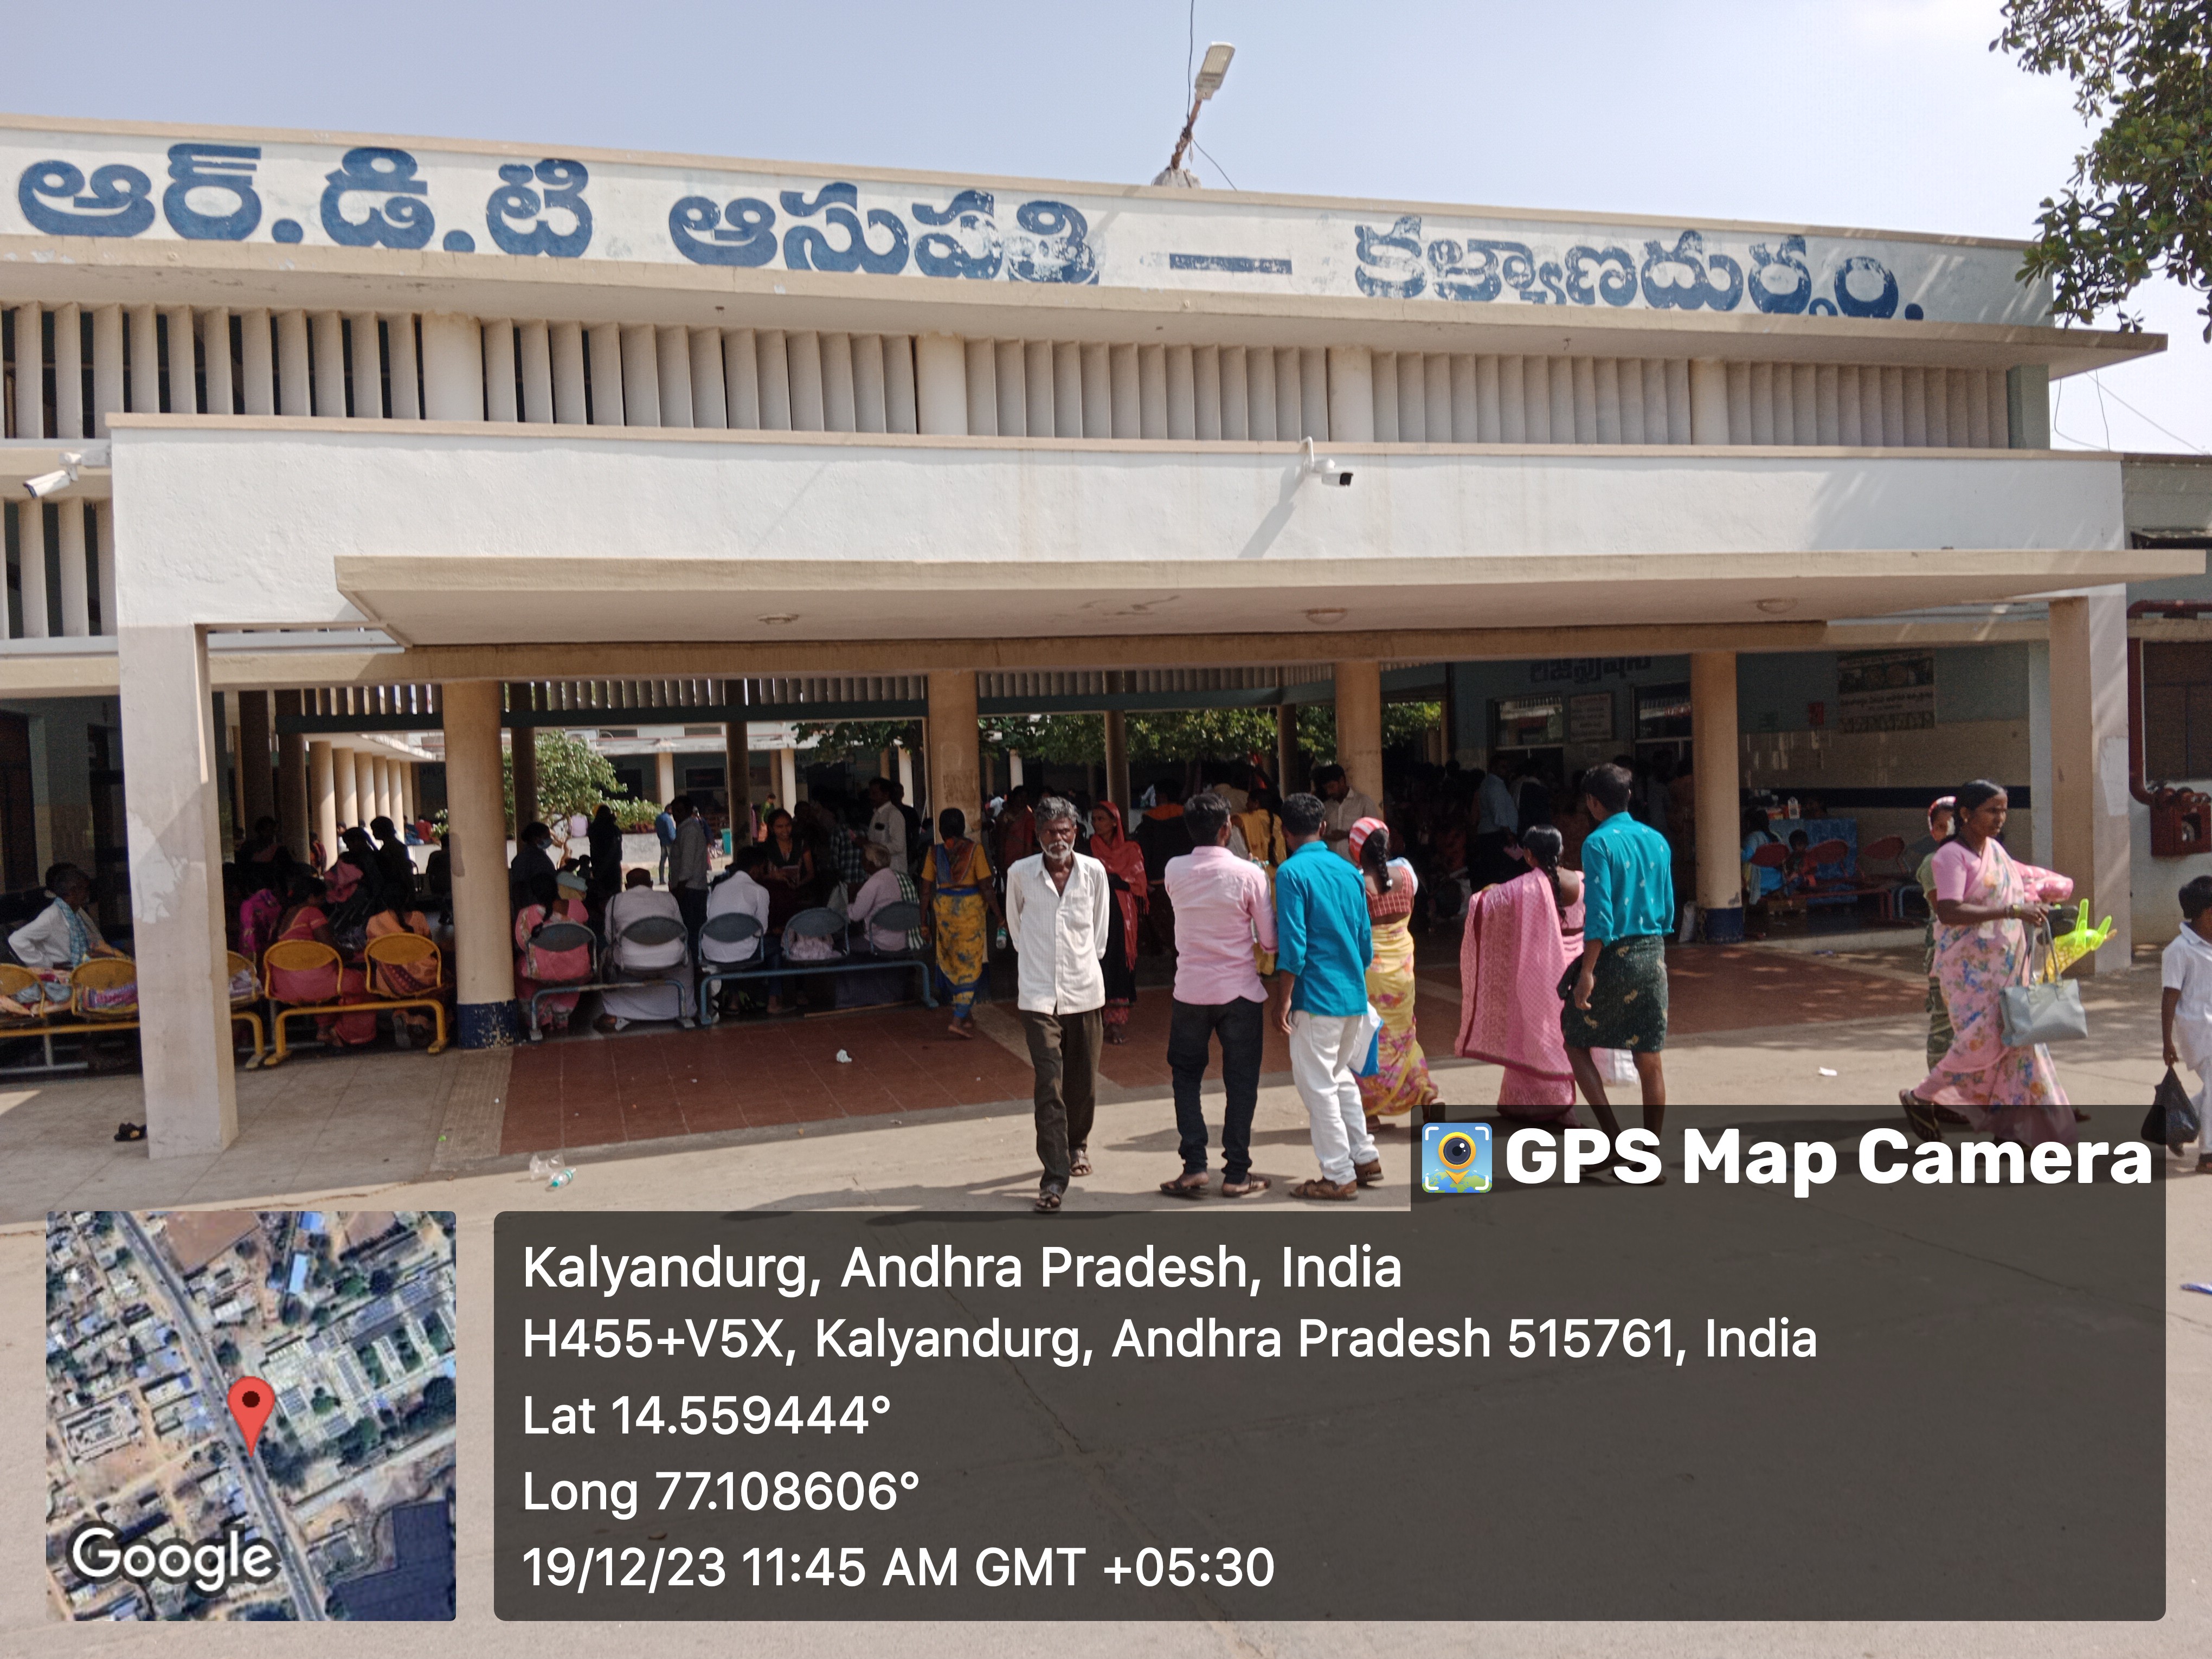 ఆర్.డి.టి ఆసుపత్రి – కళ్యాణదుర్గం.
రిజిస్ట్రేషన్
GPS Map Camera
Kalyandurg, Andhra Pradesh, India
H455+V5X, Kalyandurg, Andhra Pradesh 515761, India
Lat 14.559444°
Long 77.108606°
19/12/23 11:45 AM GMT +05:30
Google